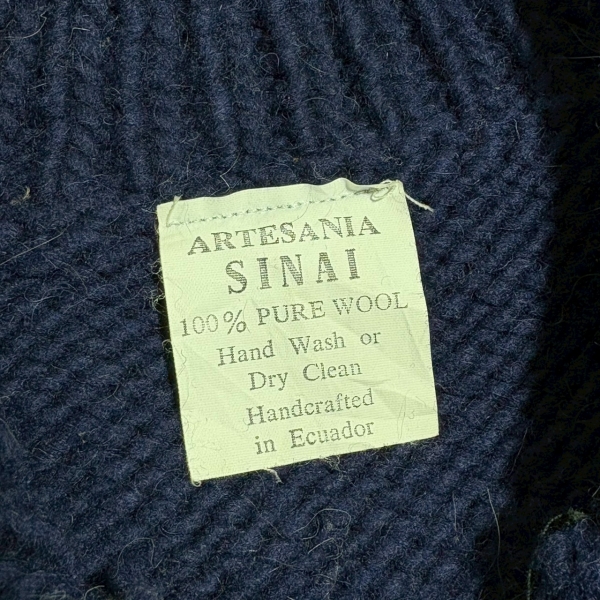 ARTESANIA
SINAI
100% PURE WOOL
Hand Wash or
Dry Clean
Handcrafted
in Ecuador